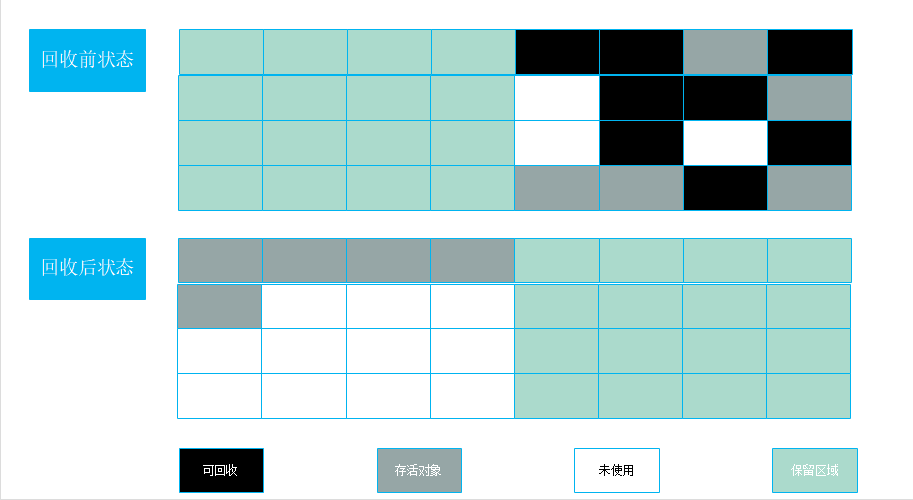 回收前状态
回收后状态
可回收
存活对象
未使用
保留区域